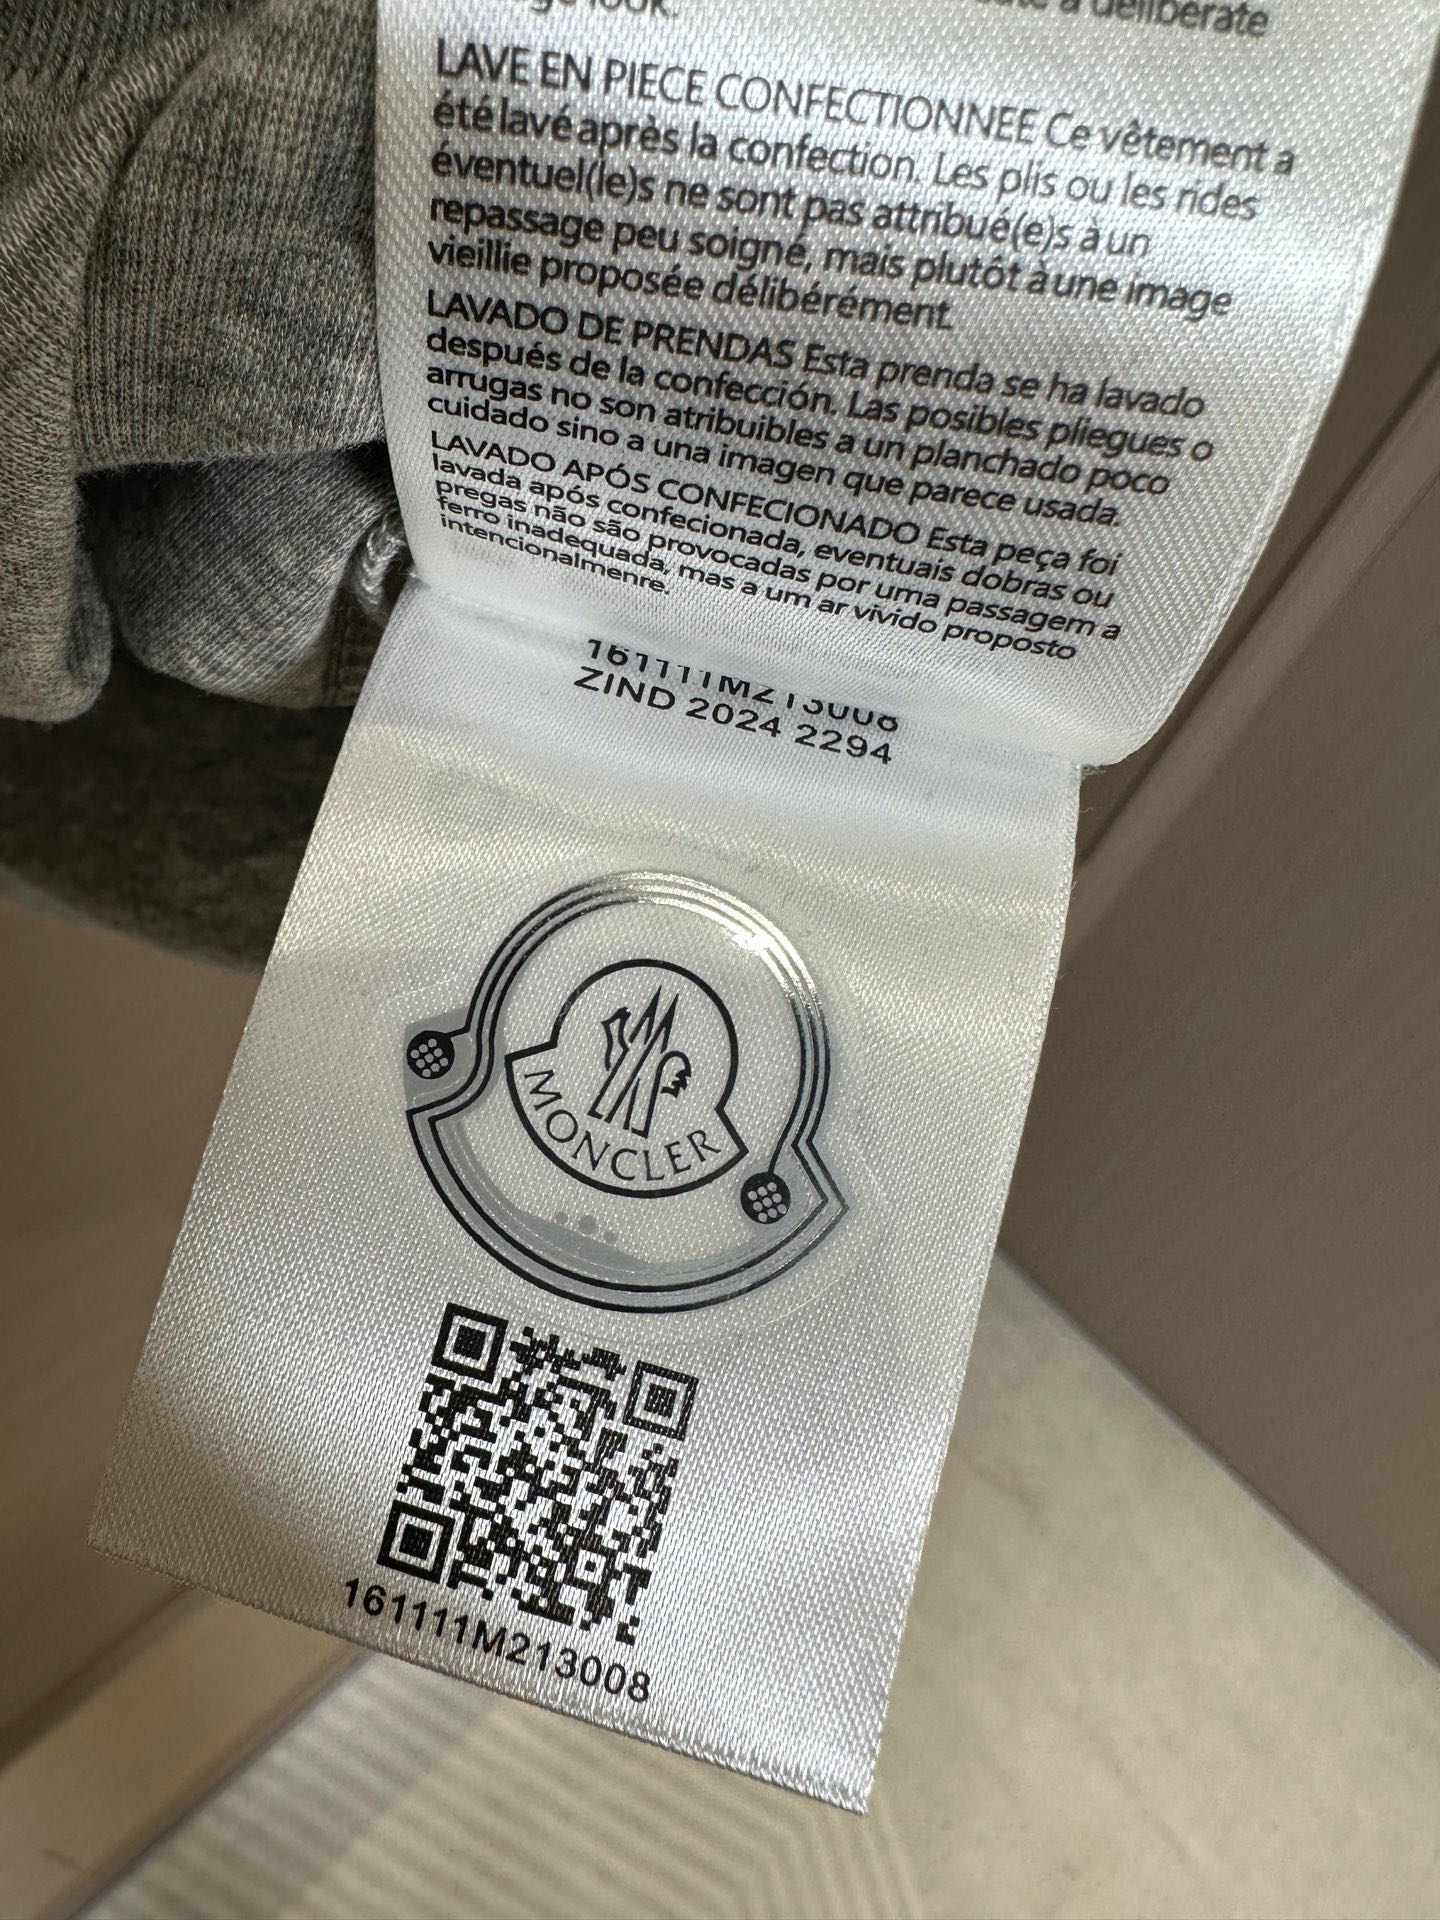 deliberate
look.
LAVE EN PIECE CONFECTIONNEE Ce vêtement a
été lavé après la confection. Les plis ou les rides
éventuel(le)s ne sont pas attribué(e)s à un
repassage peu soigné, mais plutôt à une image
vieillie proposée délibérément.
LAVADO DE PRENDAS Esta prenda se ha lavado
después de la confección. Las posibles pliegues o
arrugas no son atribuibles a un planchado poco
cuidado sino a una imagen que parece usada.
LAVADO APÓS CONFECIONADO Esta peça foi
lavada após confecionada, eventuais dobras ou
pregas não são provocadas por uma passagem a
ferro inadequada, mas a um ar vivido proposto
intencionalmenre.
161111M213008
ZIND 2024 2294
MONCLER
161111M213008